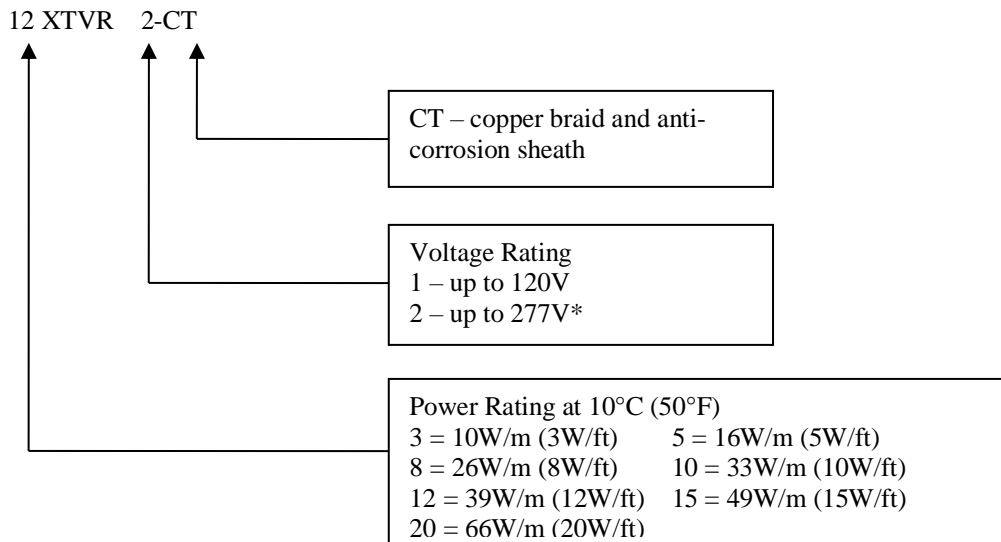 12 XTVR 2-CT
CT – copper braid and anti-
corrosion sheath
Voltage Rating
1 – up to 120V
2 – up to 277V*
Power Rating at 10°C (50°F)
3 = 10W/m (3W/ft) 5 = 16W/m (5W/ft)
8 = 26W/m (8W/ft) 10 = 33W/m (10W/ft)
12 = 39W/m (12W/ft) 15 = 49W/m (15W/ft)
20 = 66W/m (20W/ft)